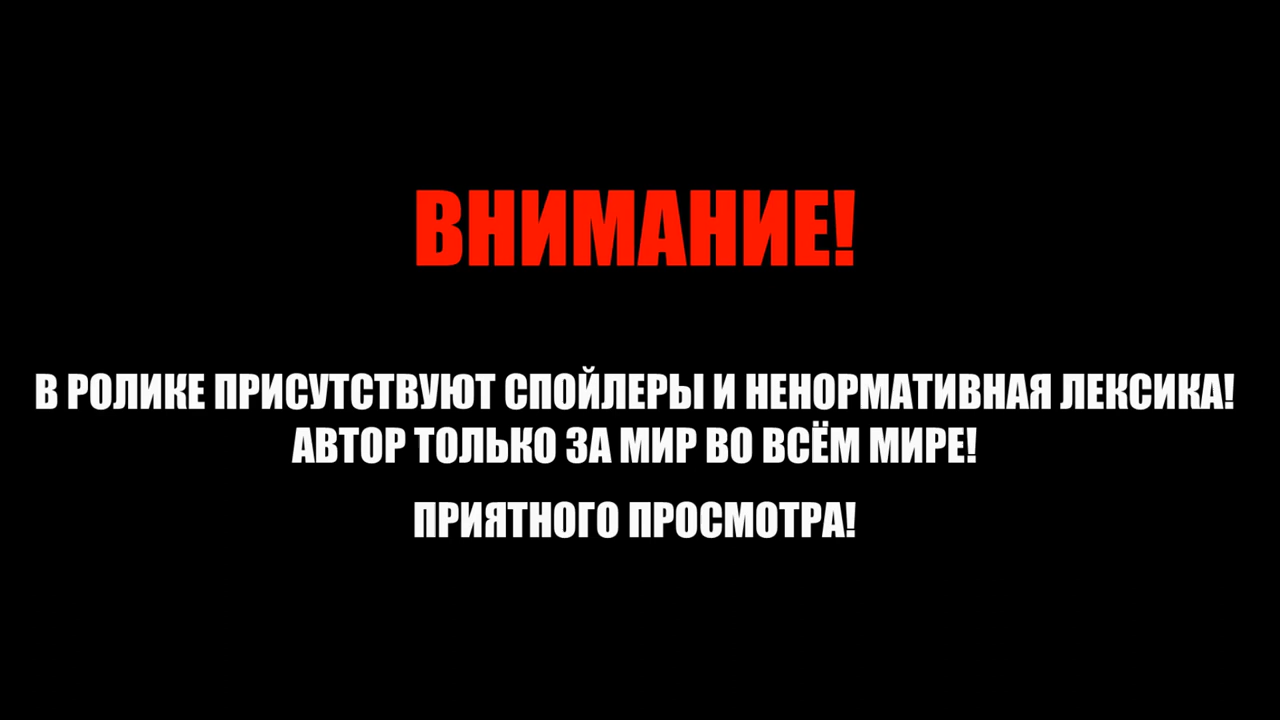 ВНИМАНИЕ!
В РОЛИКЕ ПРИСУТСТВУЮТ СПОЙЛЕРЫ И НЕНОРМАТИВНАЯ ЛЕКСИКА!
АВТОР ТОЛЬКО ЗА МИР ВО ВСЁМ МИРЕ!
ПРИЯТНОГО ПРОСМОТРА!